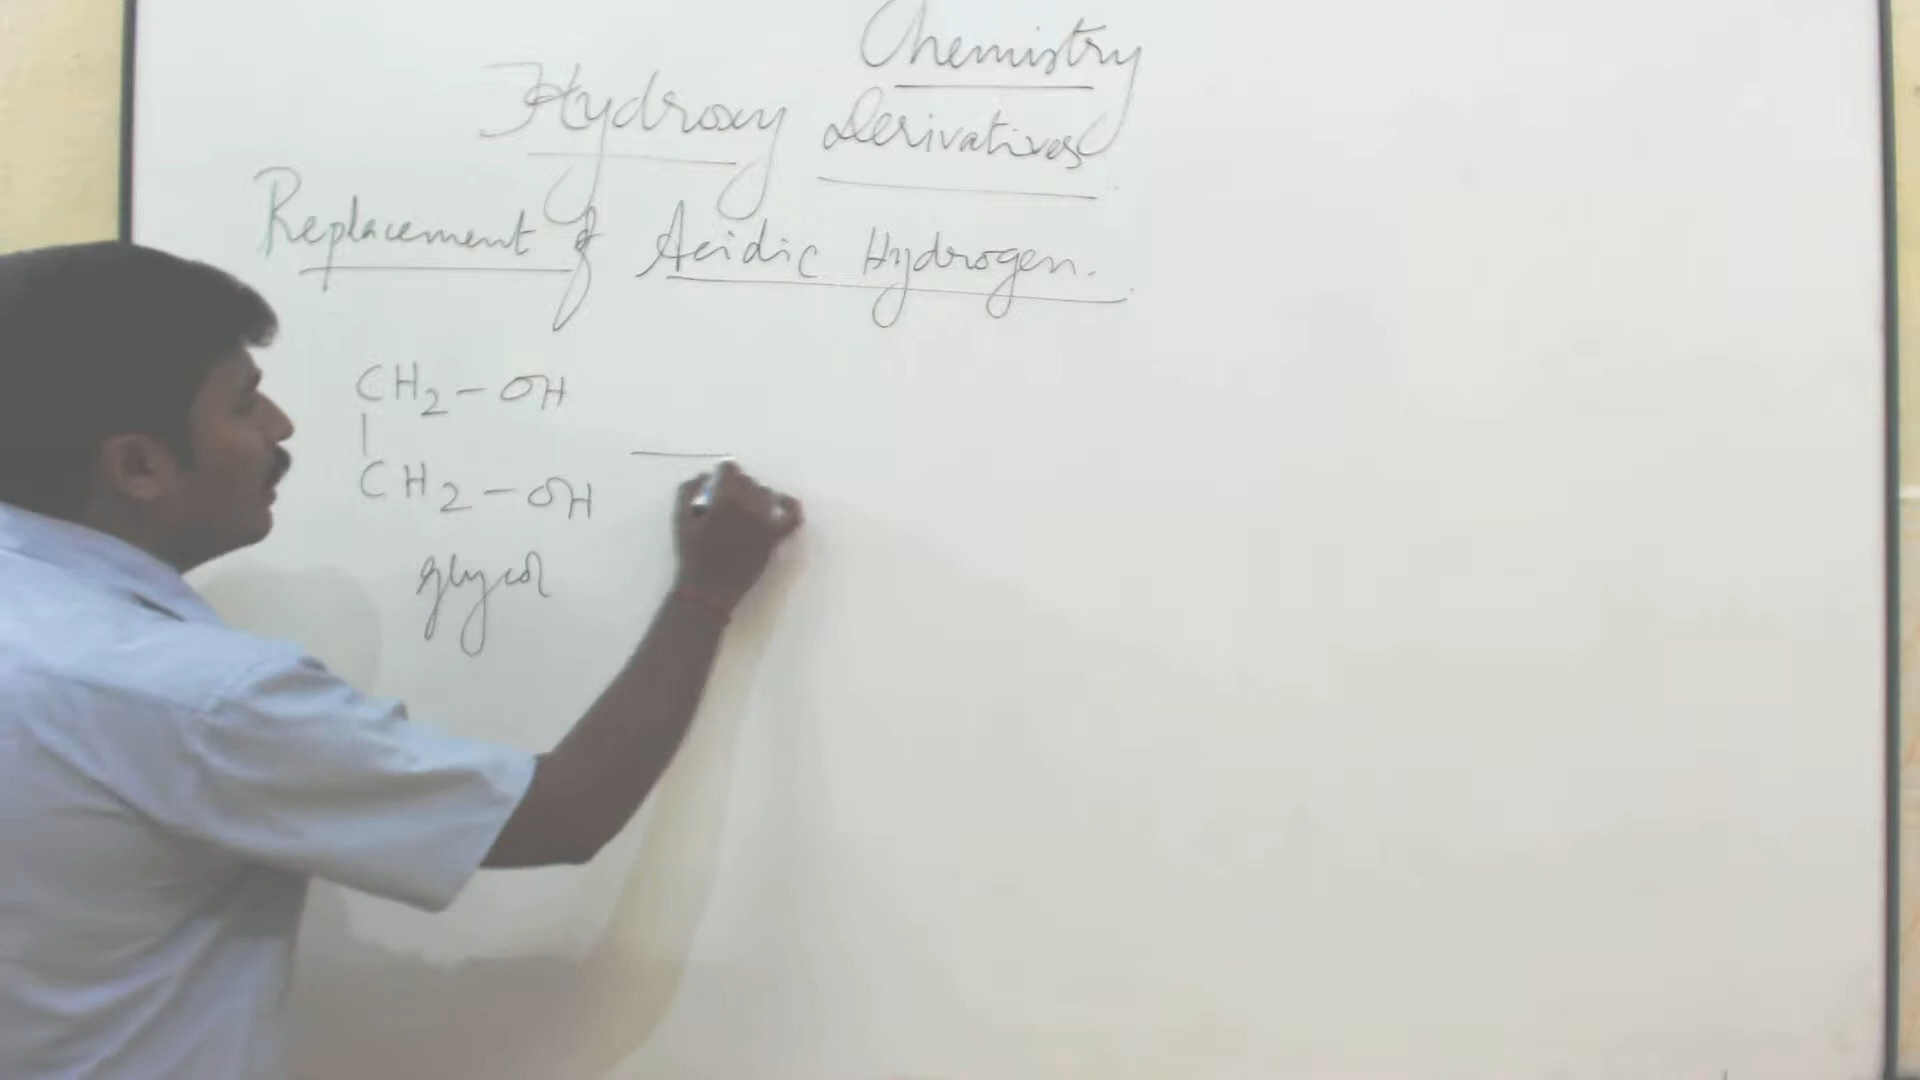 Chemistry
Hydroxy Derivatives
Replacement of Acidic Hydrogen.
CH2 - OH
|
CH2 - OH
glycol